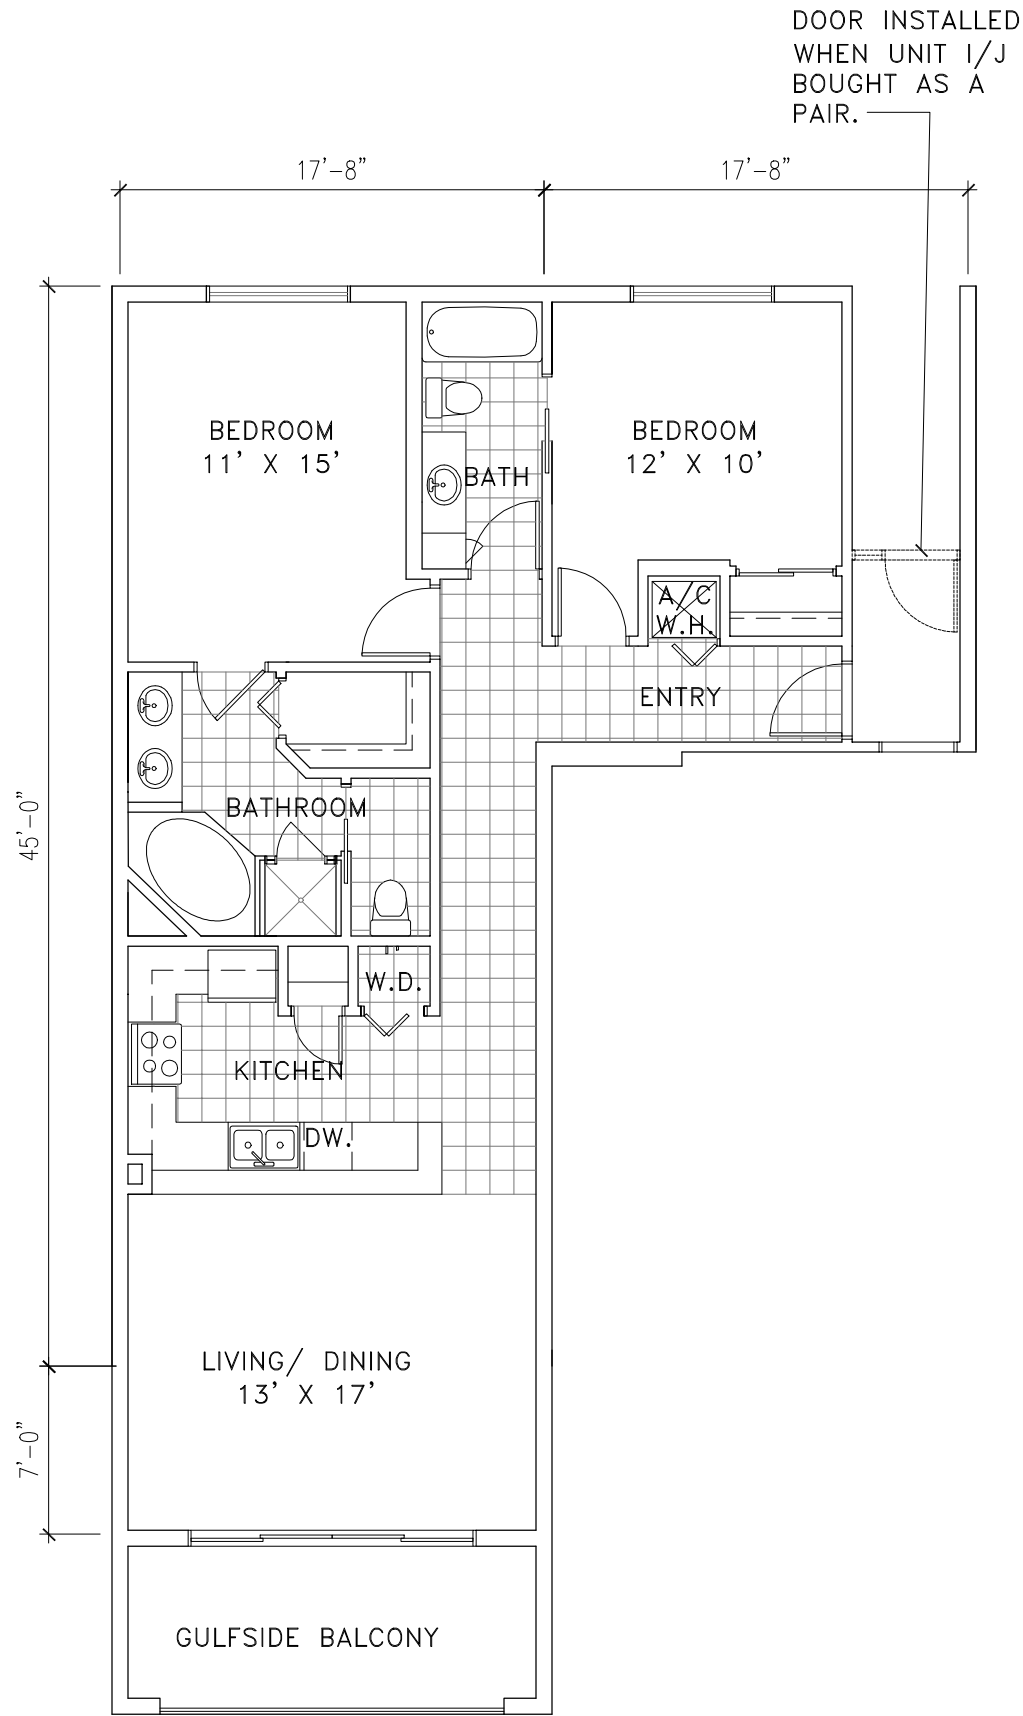 DOOR INSTALLED
WHEN UNIT I/J
BOUGHT AS A
PAIR.
17'-8"
17'-8"
BEDROOM
11' X 15'
BATH
BEDROOM
12' X 10'
A/C
W.H.
ENTRY
45'-0"
BATHROOM
W.D.
KITCHEN
DW.
LIVING/ DINING
13' X 17'
7'-0"
GULFSIDE BALCONY